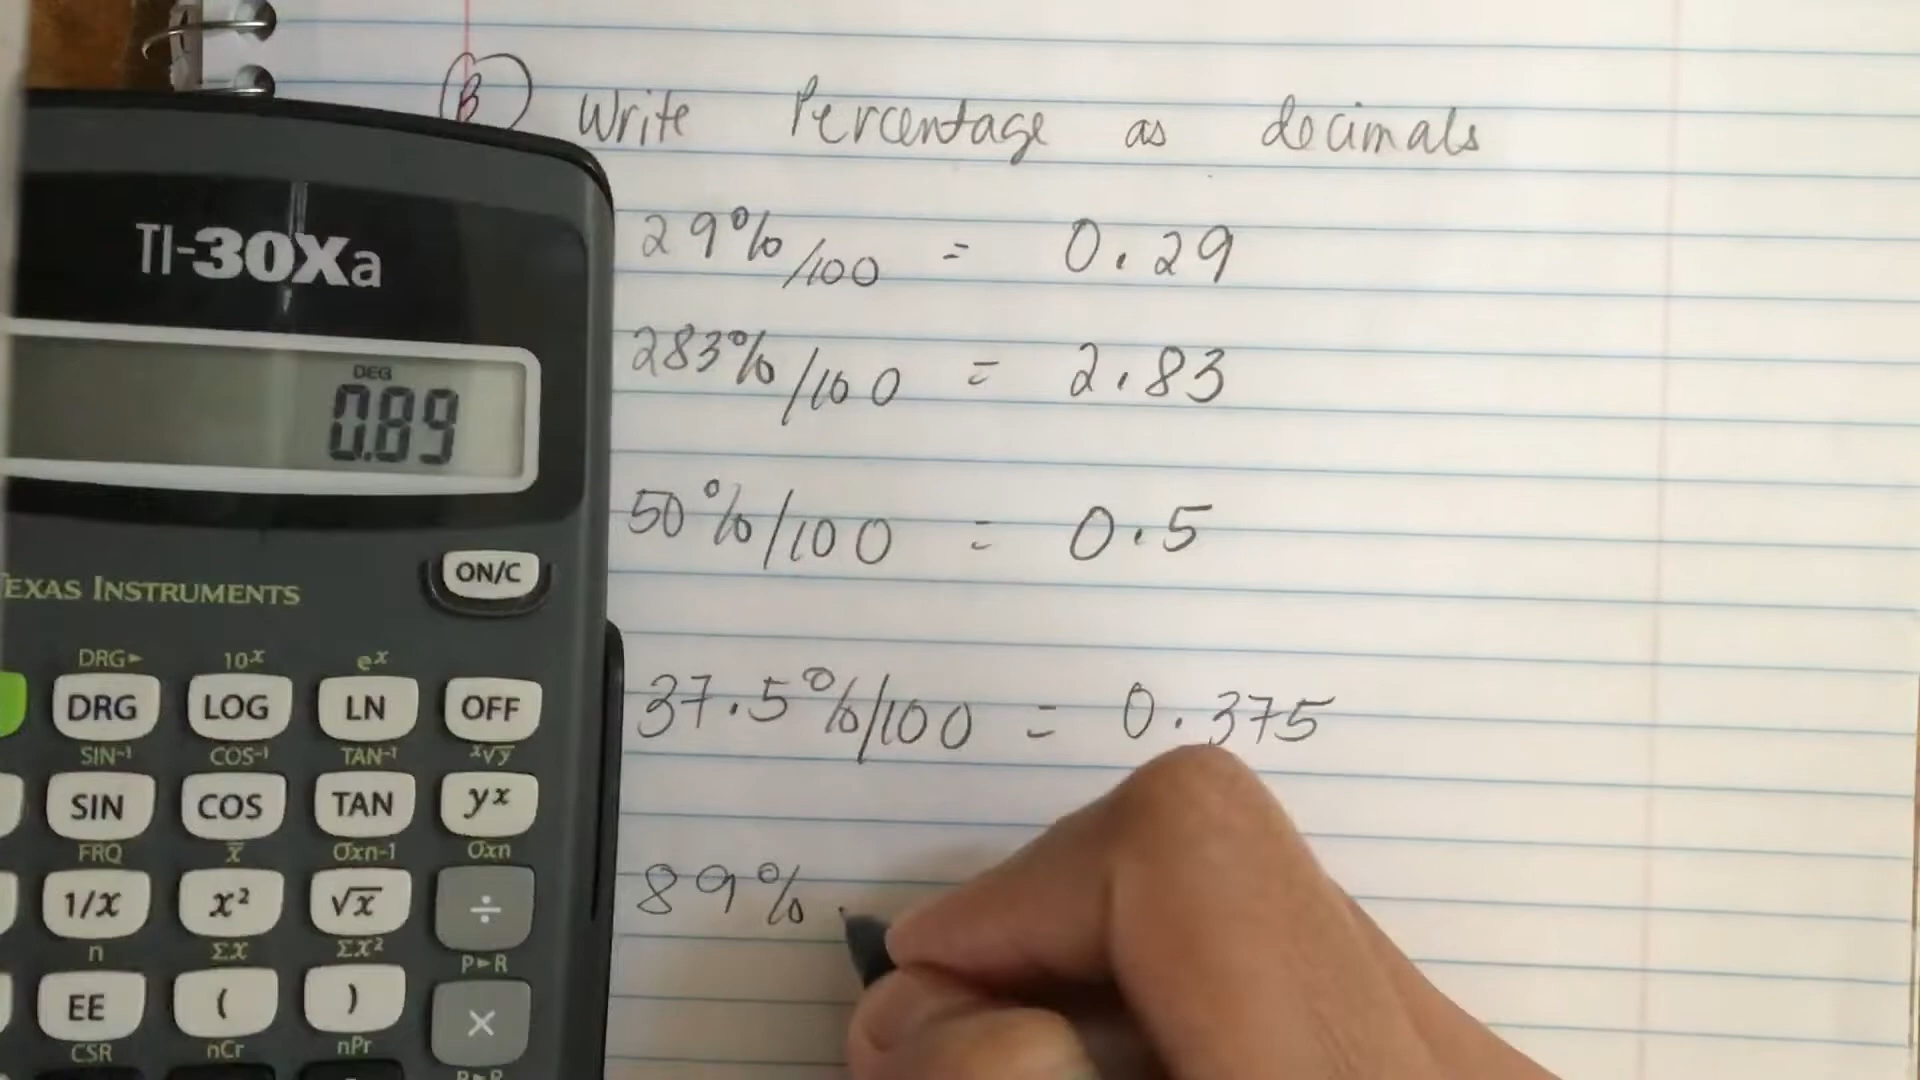 B Write Percentage as decimals
29%/100 = 0.29
283%/100 = 2.83
50%/100 = 0.5
37.5%/100 = 0.375
89%
TI-30Xa
DEG
0.89
TEXAS INSTRUMENTS
ON/C
DRG► 10ˣ eˣ
DRG LOG LN OFF
SIN⁻¹ COS⁻¹ TAN⁻¹ ˣ√y
SIN COS TAN yˣ
FRQ x̄ σxn-1 σxn
1/x x² √x ÷
n Σx Σx² P►R
EE ( ) ×
CSR nCr nPr